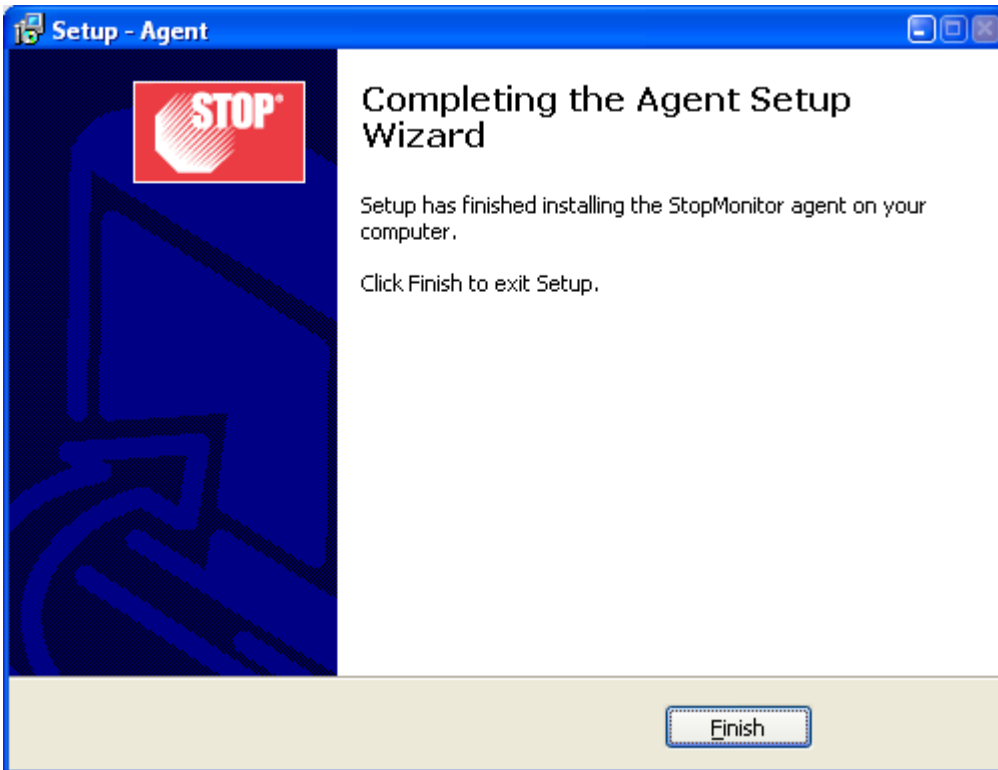 Setup - Agent
STOP®
Completing the Agent Setup
Wizard
Setup has finished installing the StopMonitor agent on your
computer.
Click Finish to exit Setup.
Finish